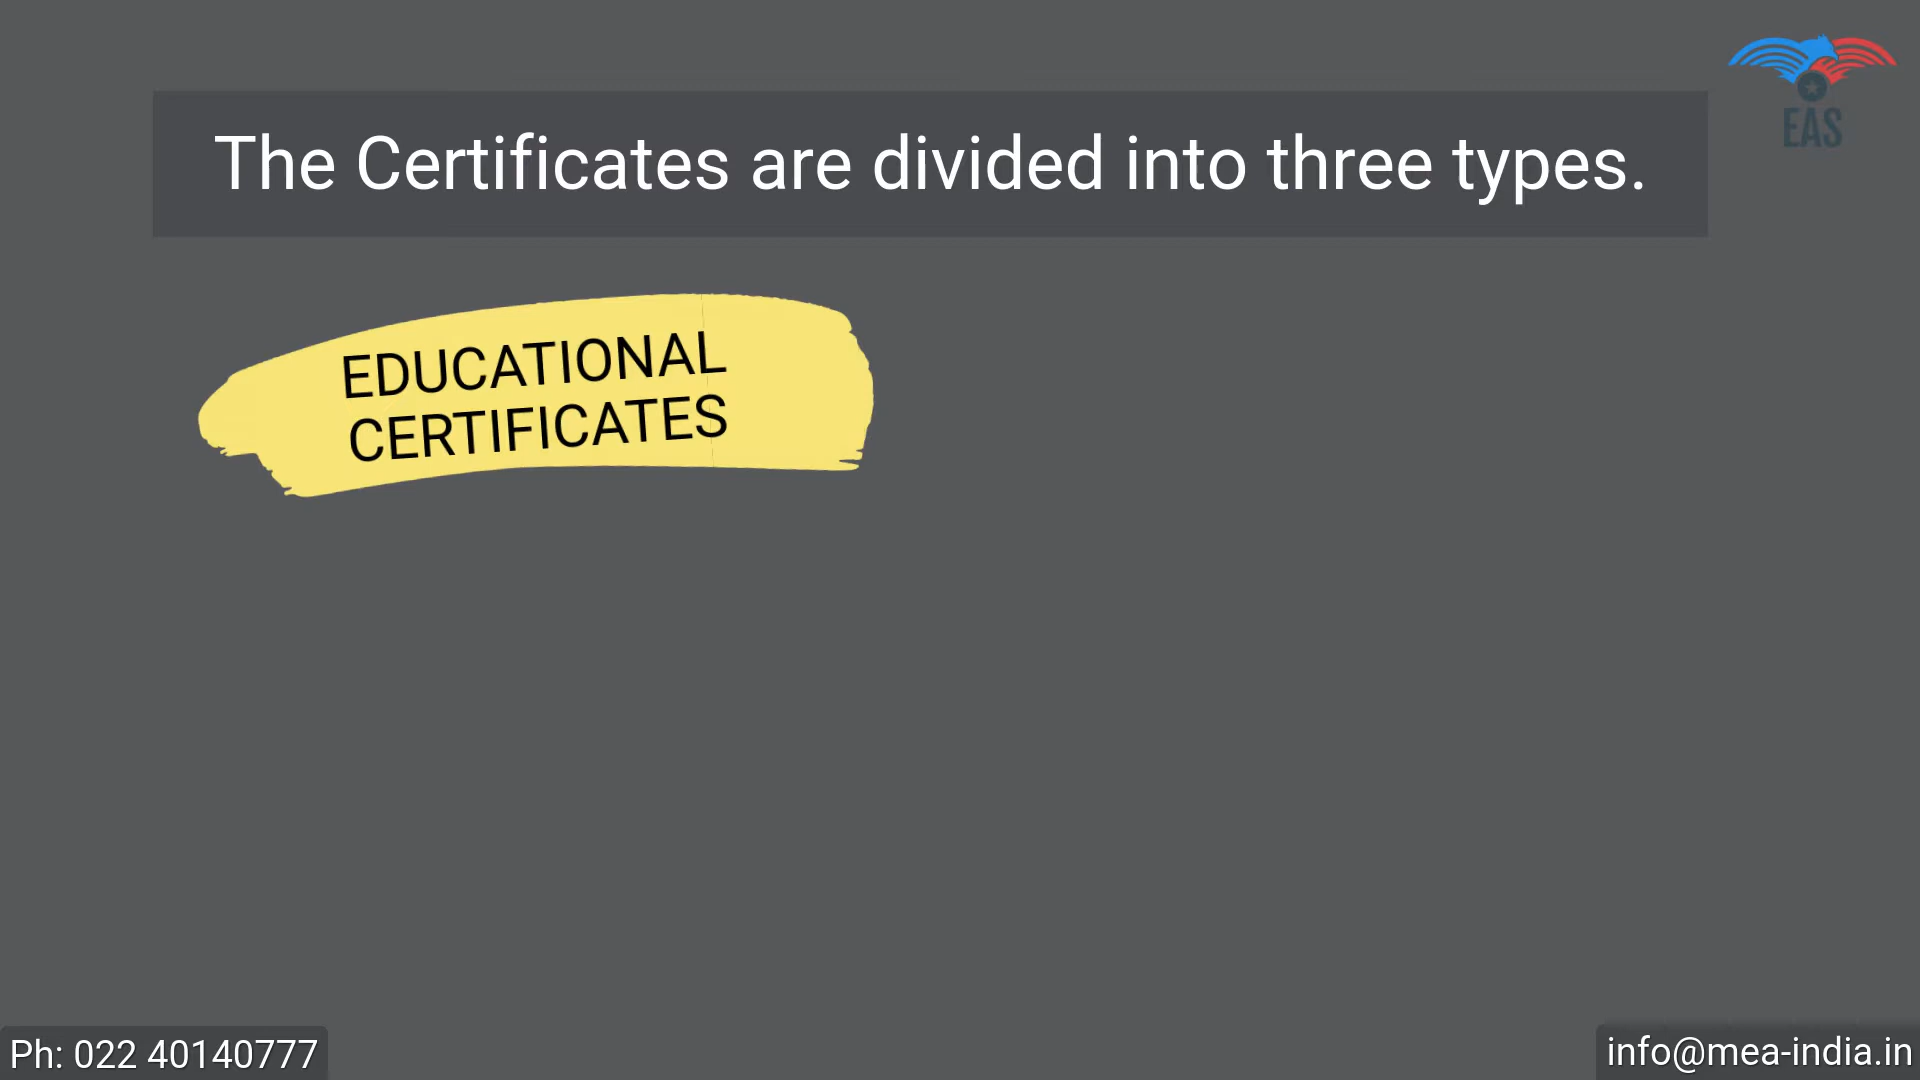 EAS
The Certificates are divided into three types.
EDUCATIONAL
CERTIFICATES
Ph: 022 40140777
info@mea-india.in